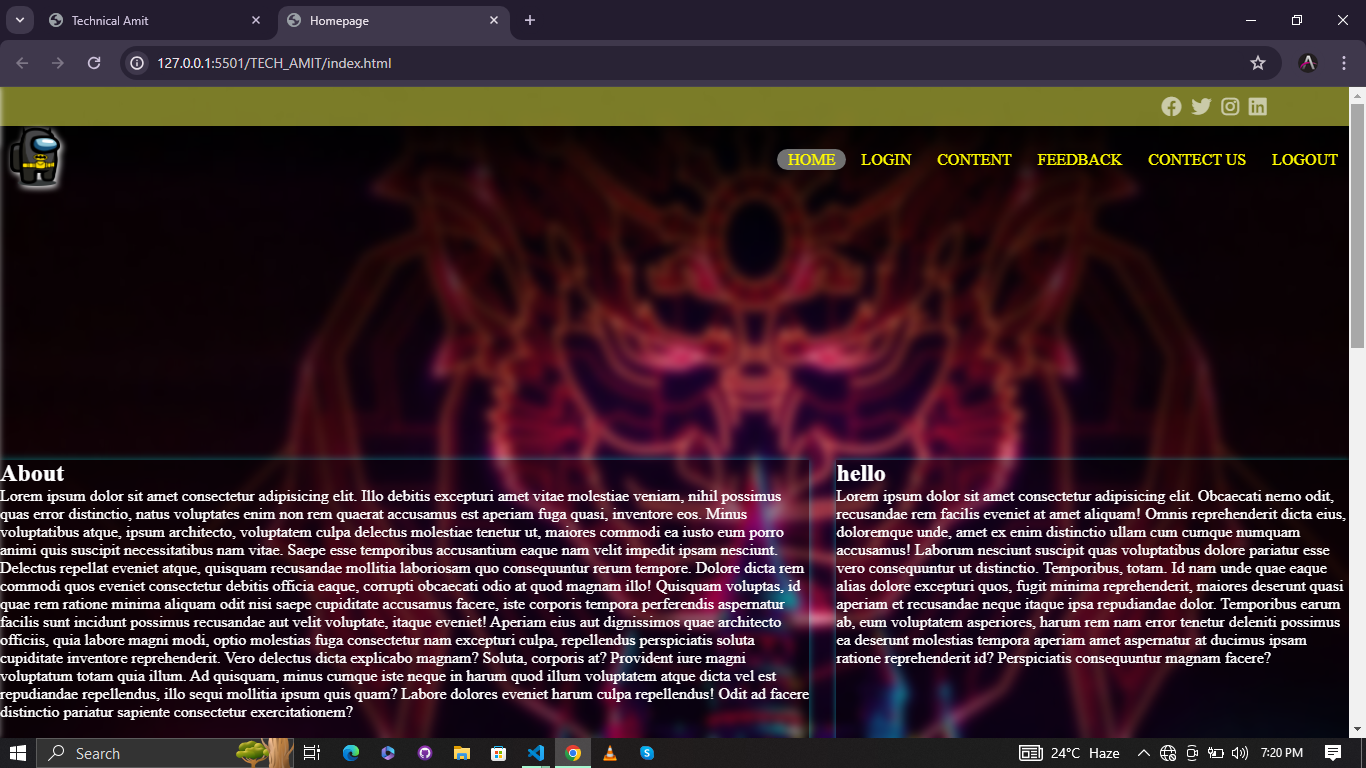 Technical Amit
Homepage
127.0.0.1:5501/TECH_AMIT/index.html
HOME LOGIN CONTENT FEEDBACK CONTECT US LOGOUT
About
Lorem ipsum dolor sit amet consectetur adipisicing elit. Illo debitis excepturi amet vitae molestiae veniam, nihil possimus
quas error distinctio, natus voluptates enim non rem quaerat accusamus est aperiam fuga quasi, inventore eos. Minus
voluptatibus atque, ipsum architecto, voluptatem culpa delectus molestiae tenetur ut, maiores commodi ea iusto eum porro
animi quis suscipit necessitatibus nam vitae. Saepe esse temporibus accusantium eaque nam velit impedit ipsam nesciunt.
Delectus repellat eveniet atque, quisquam recusandae mollitia laboriosam quo consequuntur rerum tempore. Dolore dicta rem
commodi quos eveniet consectetur debitis officia eaque, corrupti obcaecati odio at quod magnam illo! Quisquam voluptas, id
quae rem ratione minima aliquam odit nisi saepe cupiditate accusamus facere, iste corporis tempora perferendis aspernatur
facilis sunt incidunt possimus recusandae aut velit voluptate, itaque eveniet! Aperiam eius aut dignissimos quae architecto
officiis, quia labore magni modi, optio molestias fuga consectetur nam excepturi culpa, repellendus perspiciatis soluta
cupiditate inventore reprehenderit. Vero delectus dicta explicabo magnam? Soluta, corporis at? Provident iure magni
voluptatum totam quia illum. Ad quisquam, minus cumque iste neque in harum quod illum voluptatem atque dicta vel est
repudiandae repellendus, illo sequi mollitia ipsum quis quam? Labore dolores eveniet harum culpa repellendus! Odit ad facere
distinctio pariatur sapiente consectetur exercitationem?
hello
Lorem ipsum dolor sit amet consectetur adipisicing elit. Obcaecati nemo odit,
recusandae rem facilis eveniet at amet aliquam! Omnis reprehenderit dicta eius,
doloremque unde, amet ex enim distinctio ullam cum cumque numquam
accusamus! Laborum nesciunt suscipit quas voluptatibus dolore pariatur esse
vero consequuntur ut distinctio. Temporibus, totam. Id nam unde quae eaque
alias dolore excepturi quos, fugit minima reprehenderit, maiores deserunt quasi
aperiam et recusandae neque itaque ipsa repudiandae dolor. Temporibus earum
ab, eum voluptatem asperiores, harum rem nam error tenetur deleniti possimus
ea deserunt molestias tempora aperiam amet aspernatur at ducimus ipsam
ratione reprehenderit id? Perspiciatis consequuntur magnam facere?
Search
24°C Haze
7:20 PM